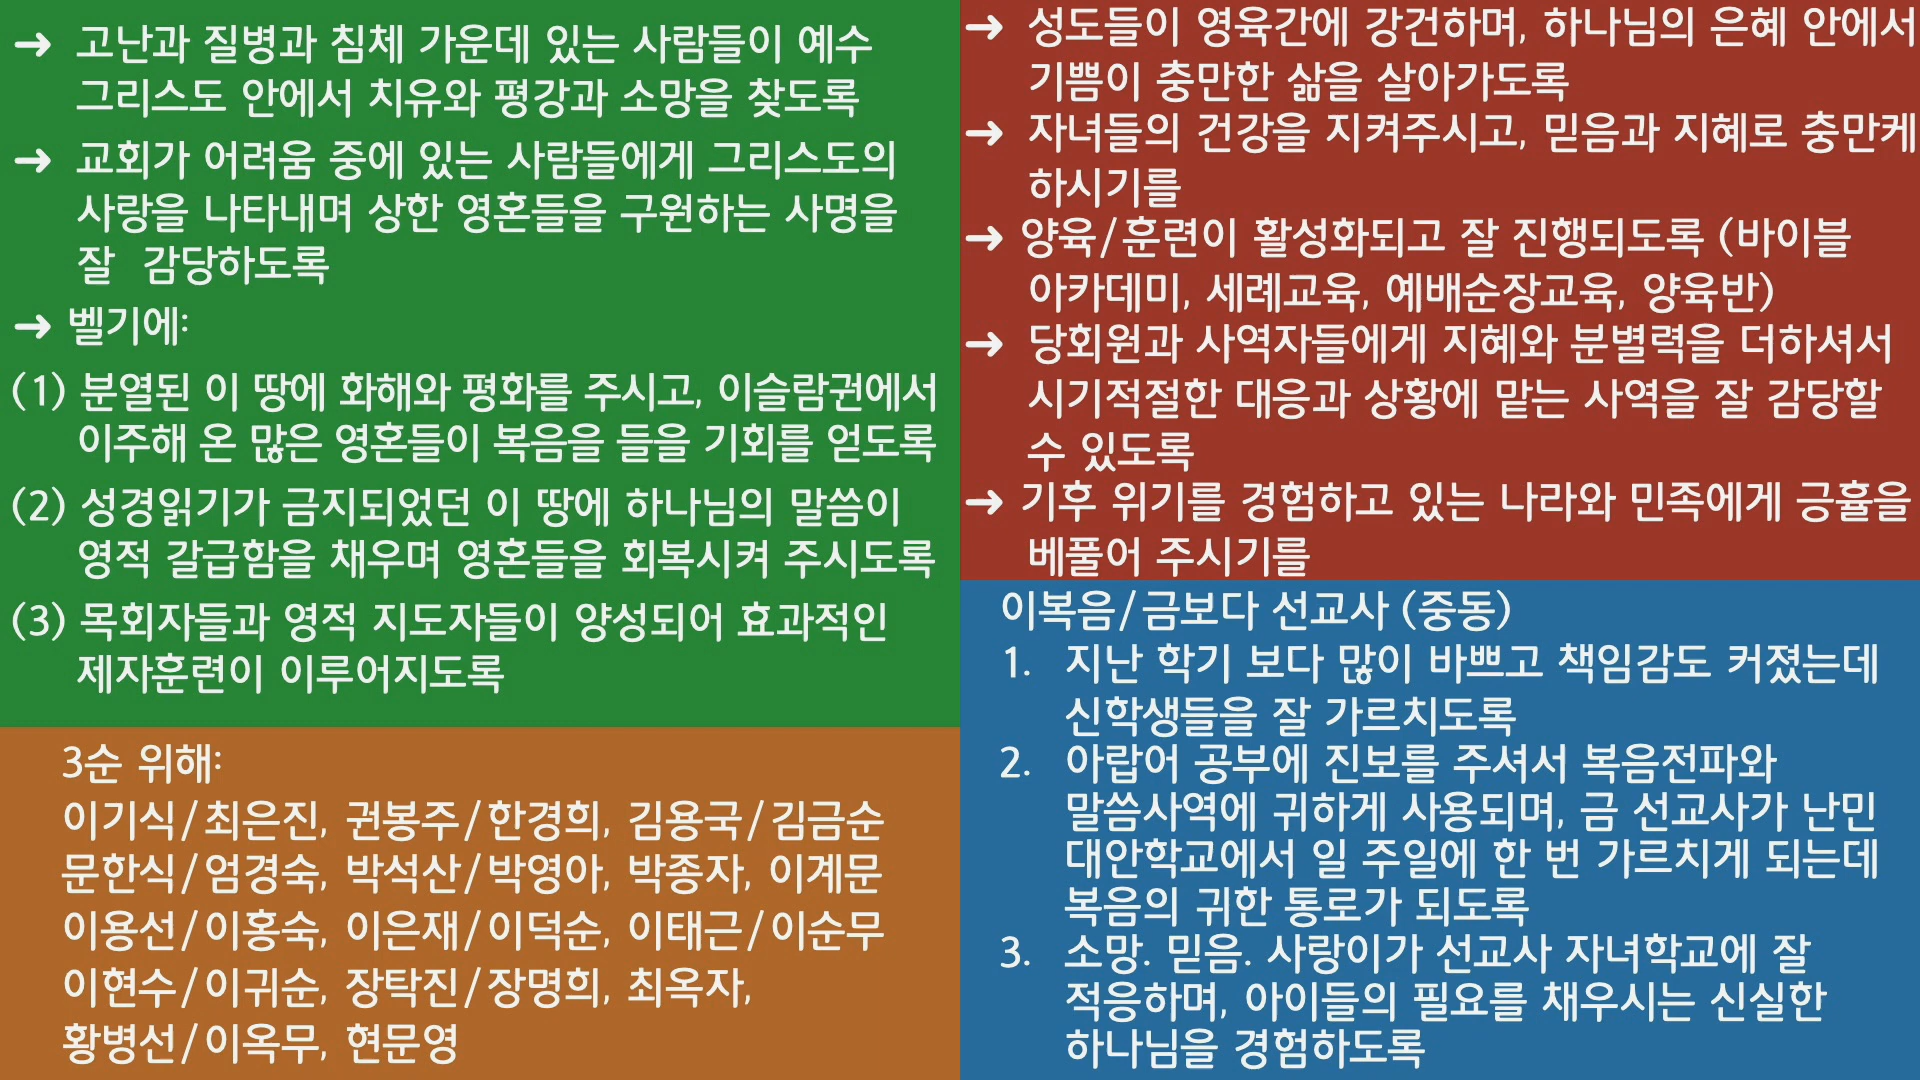 → 고난과 질병과 침체 가운데 있는 사람들이 예수
그리스도 안에서 치유와 평강과 소망을 찾도록
→ 교회가 어려움 중에 있는 사람들에게 그리스도의
사랑을 나타내며 상한 영혼들을 구원하는 사명을
잘 감당하도록
→ 벨기에:
(1) 분열된 이 땅에 화해와 평화를 주시고, 이슬람권에서
이주해 온 많은 영혼들이 복음을 들을 기회를 얻도록
(2) 성경읽기가 금지되었던 이 땅에 하나님의 말씀이
영적 갈급함을 채우며 영혼들을 회복시켜 주시도록
(3) 목회자들과 영적 지도자들이 양성되어 효과적인
제자훈련이 이루어지도록
3순 위해:
이기식/최은진, 권봉주/한경희, 김용국/김금순
문한식/엄경숙, 박석산/박영아, 박종자, 이계문
이용선/이홍숙, 이은재/이덕순, 이태근/이순무
이현수/이귀순, 장탁진/장명희, 최옥자,
황병선/이옥무, 현문영
→ 성도들이 영육간에 강건하며, 하나님의 은혜 안에서
기쁨이 충만한 삶을 살아가도록
→ 자녀들의 건강을 지켜주시고, 믿음과 지혜로 충만케
하시기를
→ 양육/훈련이 활성화되고 잘 진행되도록 (바이블
아카데미, 세례교육, 예배순장교육, 양육반)
→ 당회원과 사역자들에게 지혜와 분별력을 더하셔서
시기적절한 대응과 상황에 맡는 사역을 잘 감당할
수 있도록
→ 기후 위기를 경험하고 있는 나라와 민족에게 긍휼을
베풀어 주시기를
이복음/금보다 선교사 (중동)
1. 지난 학기 보다 많이 바쁘고 책임감도 커졌는데
신학생들을 잘 가르치도록
2. 아랍어 공부에 진보를 주셔서 복음전파와
말씀사역에 귀하게 사용되며, 금 선교사가 난민
대안학교에서 일 주일에 한 번 가르치게 되는데
복음의 귀한 통로가 되도록
3. 소망. 믿음. 사랑이가 선교사 자녀학교에 잘
적응하며, 아이들의 필요를 채우시는 신실한
하나님을 경험하도록